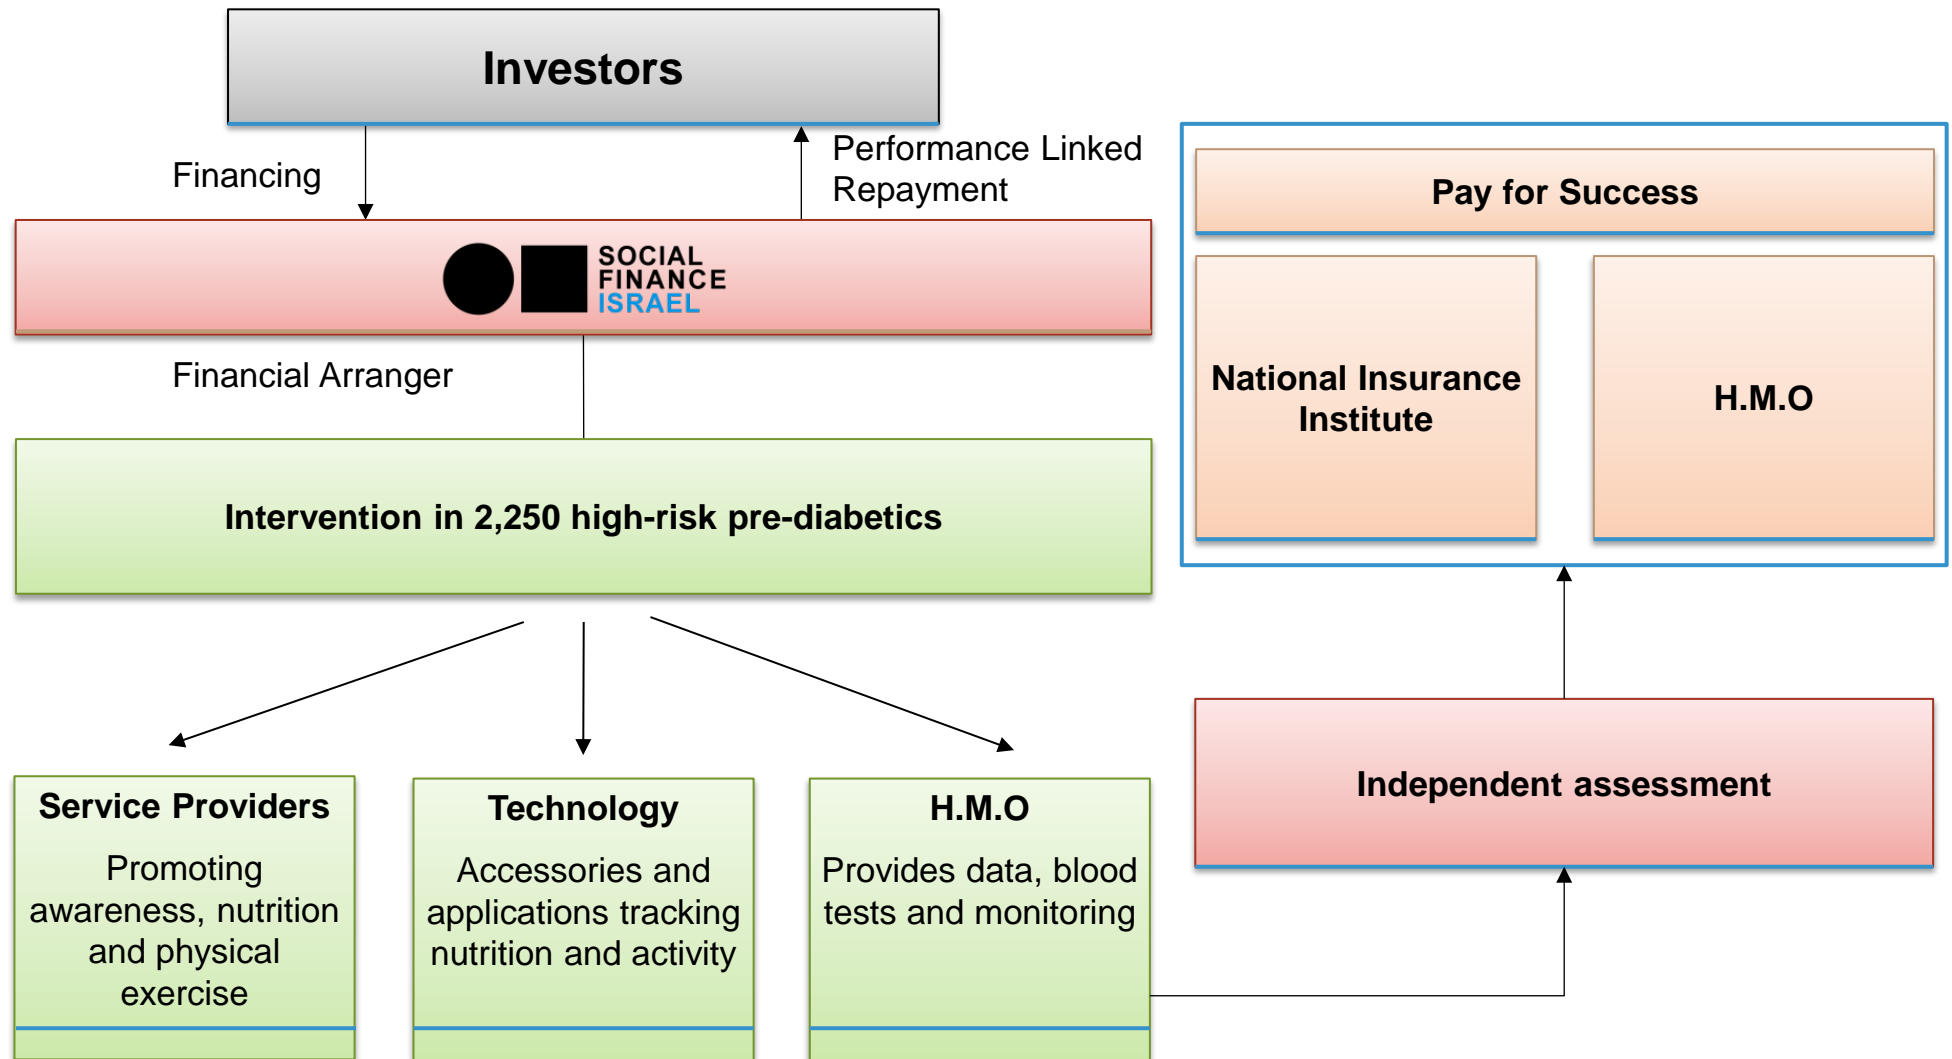 Investors
Financing
Performance Linked
Repayment
SOCIAL
FINANCE
ISRAEL
Financial Arranger
Intervention in 2,250 high-risk pre-diabetics
Service Providers
Promoting
awareness, nutrition
and physical
exercise
Technology
Accessories and
applications tracking
nutrition and activity
H.M.O
Provides data, blood
tests and monitoring
Pay for Success
National Insurance
Institute
H.M.O
Independent assessment